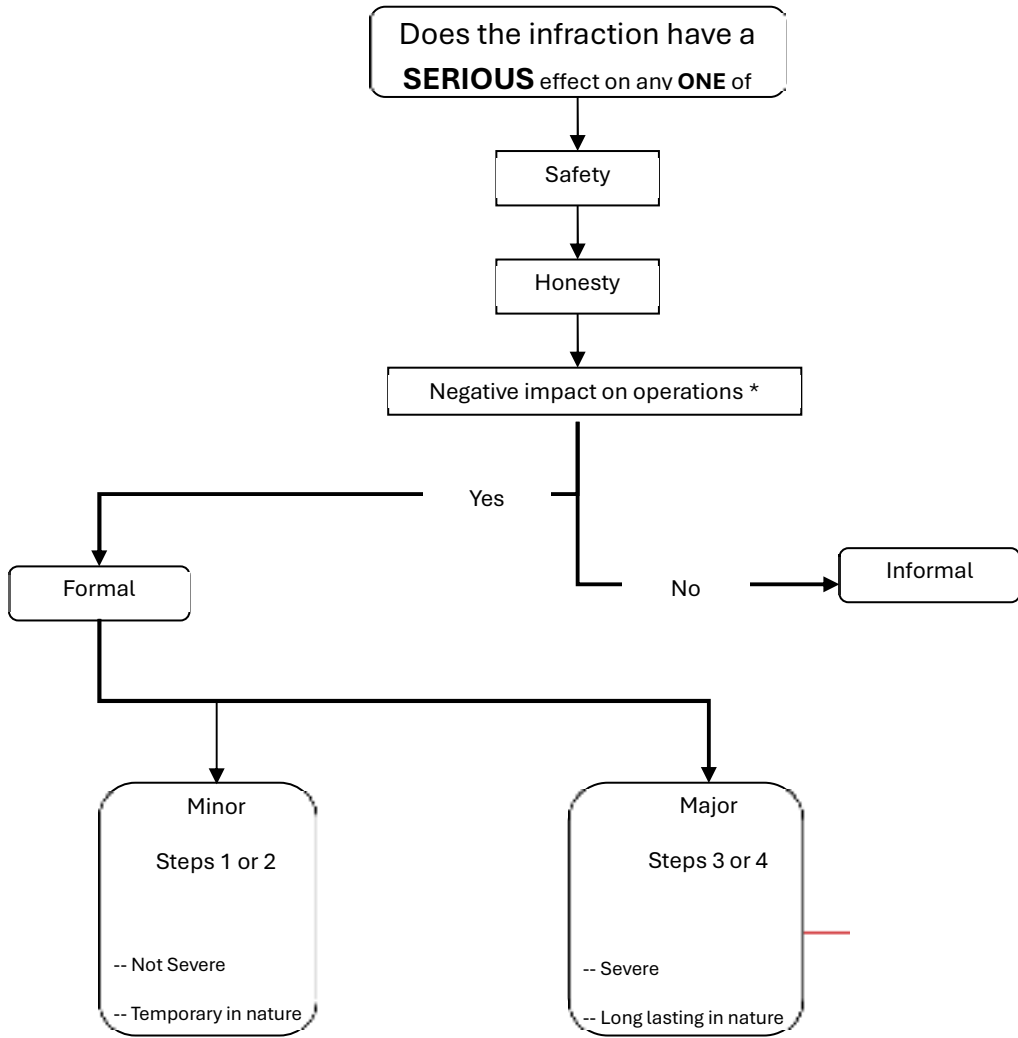 Does the infraction have a
SERIOUS effect on any ONE of
Safety
Honesty
Negative impact on operations *
Yes
No
Informal
Formal
Minor
Steps 1 or 2
-- Not Severe
-- Temporary in nature
Major
Steps 3 or 4
-- Severe
-- Long lasting in nature